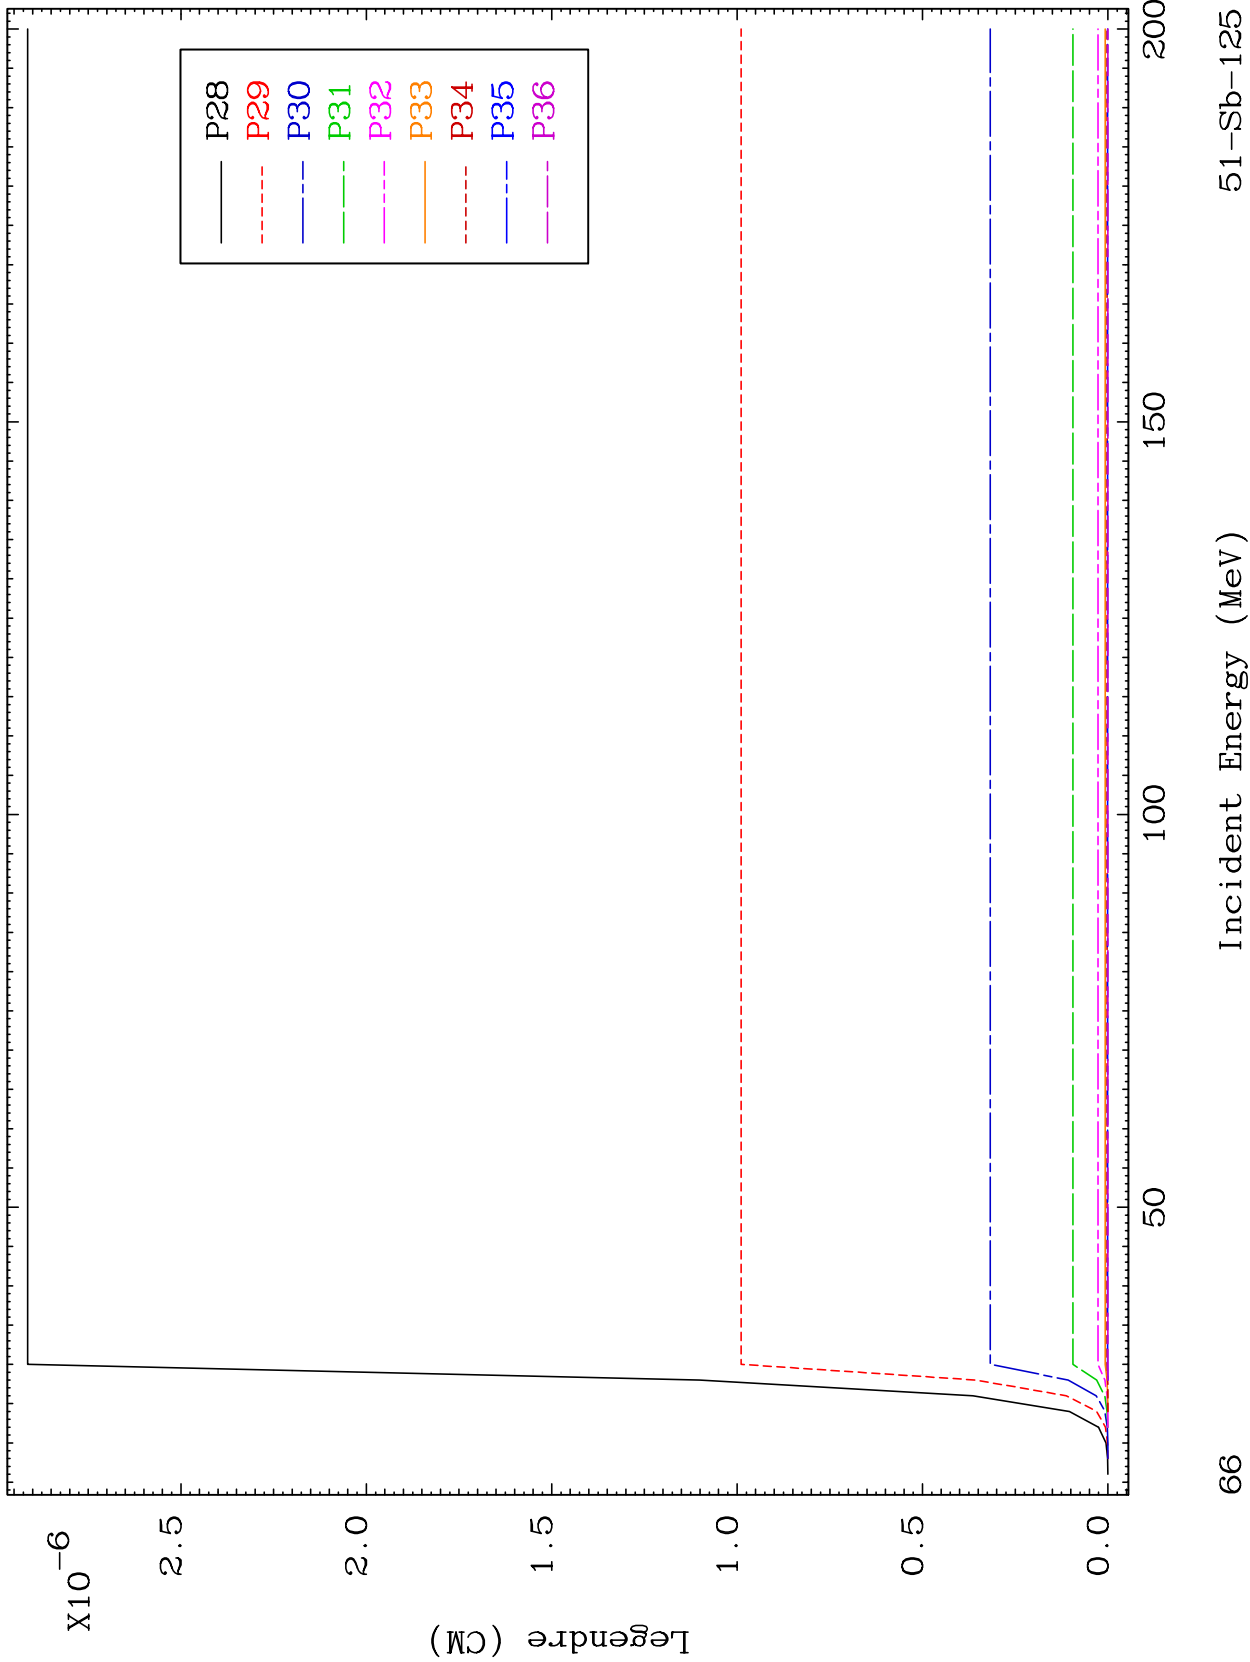 X10-6
2.5
2.0
1.5
1.0
0.5
0.0
Legendre (CM)
P28
P29
P30
P31
P32
P33
P34
P35
P36
50
100
150
200
Incident Energy (MeV)
66
51-Sb-125